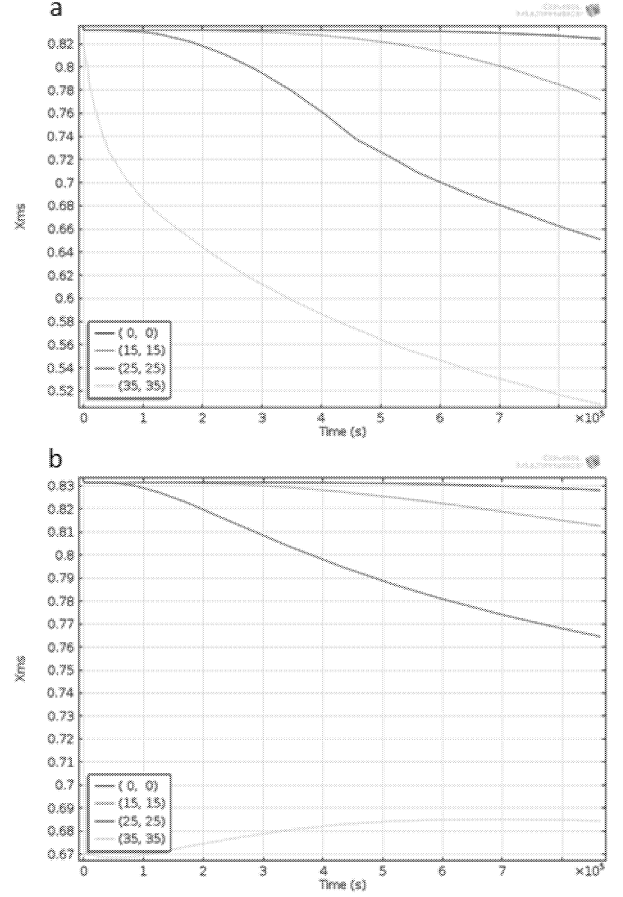 a
COMSOL
MULTIPHYSICS
0.82
0.8
0.78
0.76
0.74
0.72
0.7
0.68
0.66
0.64
0.62
0.6
0.58
0.56
0.54
0.52
Xms
( 0, 0)
(15, 15)
(25, 25)
(35, 35)
0 1 2 3 4 5 6 7 ×10⁵
Time (s)
b
COMSOL
MULTIPHYSICS
0.83
0.82
0.81
0.8
0.79
0.78
0.77
0.76
0.75
0.74
0.73
0.72
0.71
0.7
0.69
0.68
0.67
Xms
( 0, 0)
(15, 15)
(25, 25)
(35, 35)
0 1 2 3 4 5 6 7 ×10⁵
Time (s)